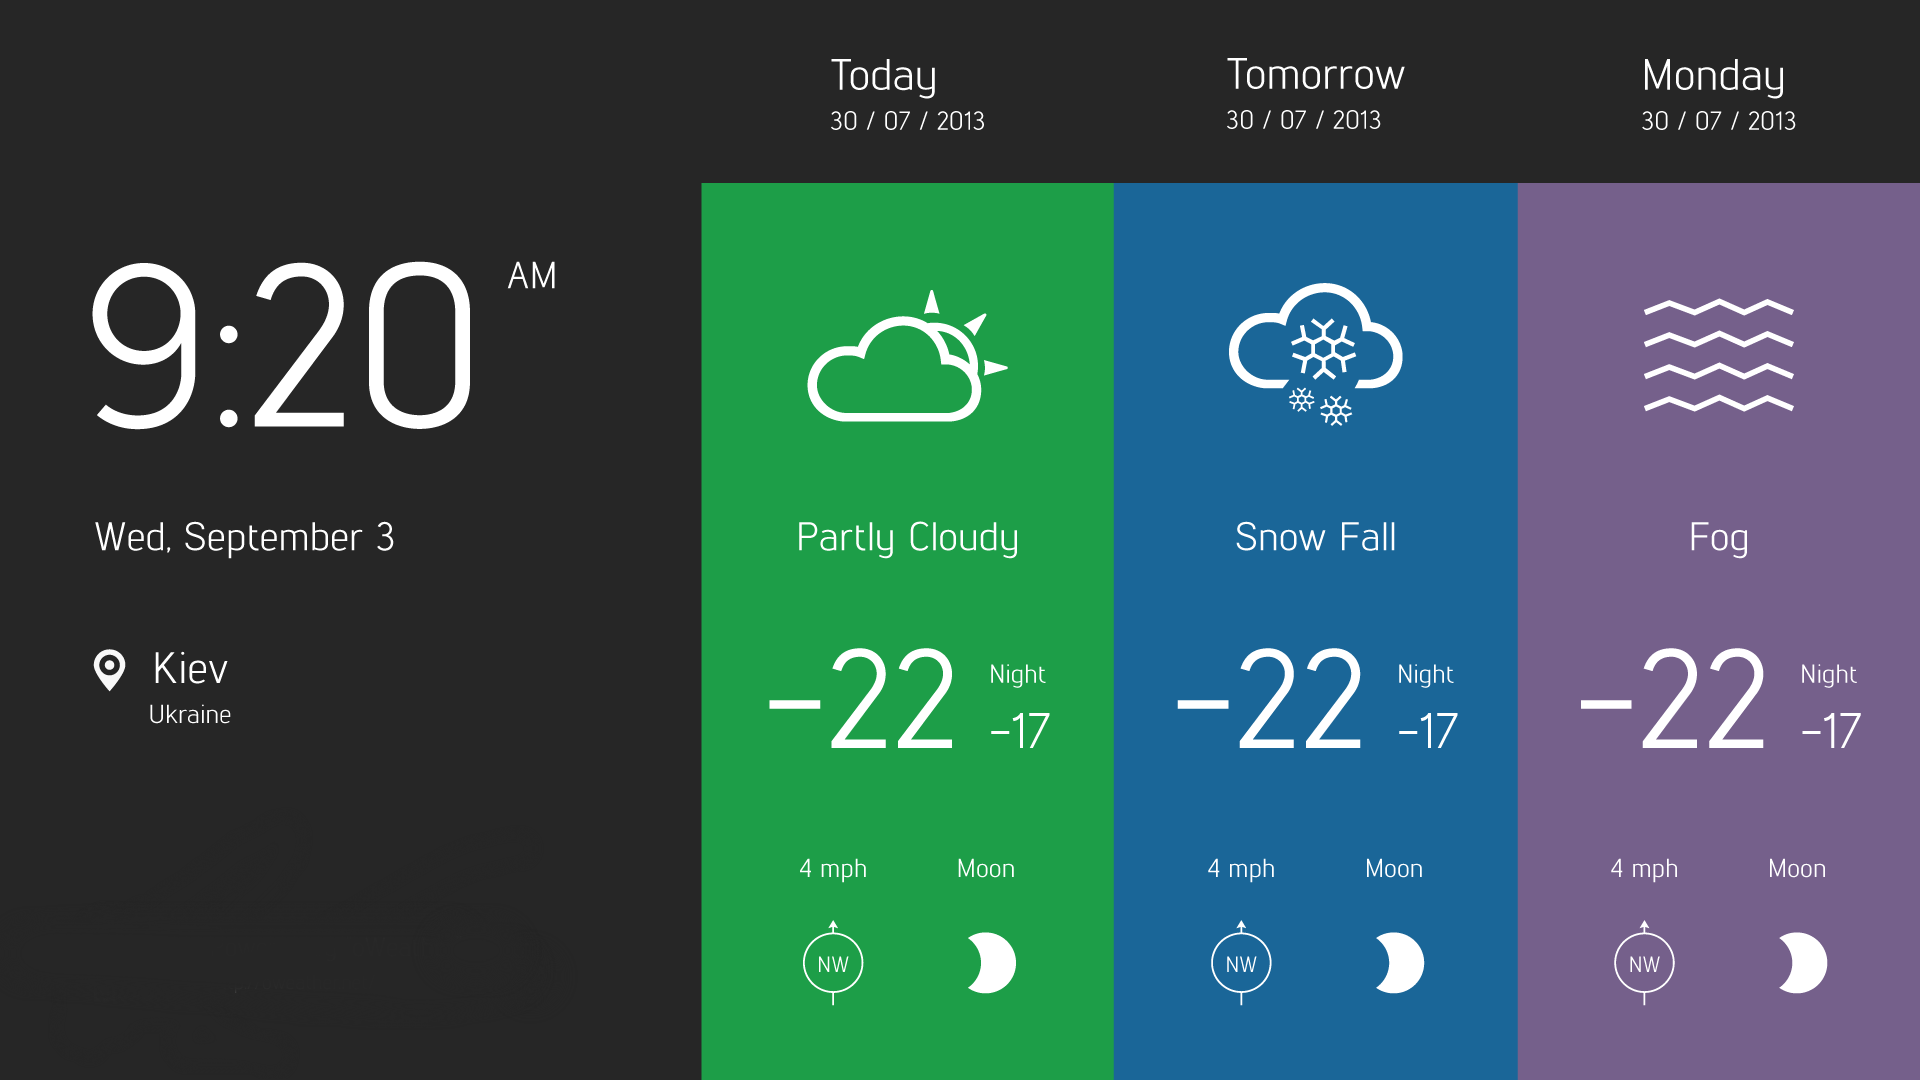 9:20 AM
Wed, September 3
Kiev
Ukraine
Today
30 / 07 / 2013
Partly Cloudy
-22
Night
-17
4 mph
Moon
NW
Tomorrow
30 / 07 / 2013
Snow Fall
-22
Night
-17
4 mph
Moon
NW
Monday
30 / 07 / 2013
Fog
-22
Night
-17
4 mph
Moon
NW